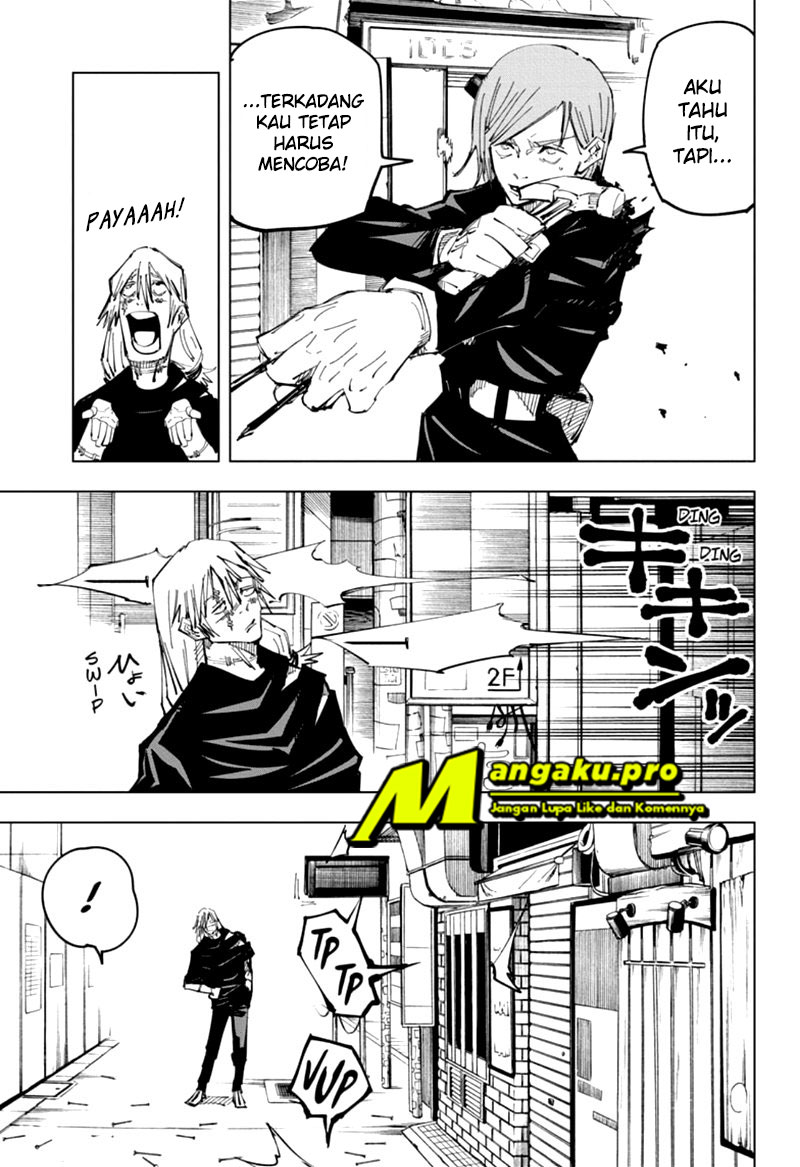 AKU
TAHU
ITU,
TAPI...
...TERKADANG
KAU TETAP
HARUS
MENCOBA!
PAYAAAH!
DING
DING
キキンッ
ひょい
SWIP
2F
Mangaku.pro
Jangan Lupa Like dan Komennya
!
TP
TP
VUP